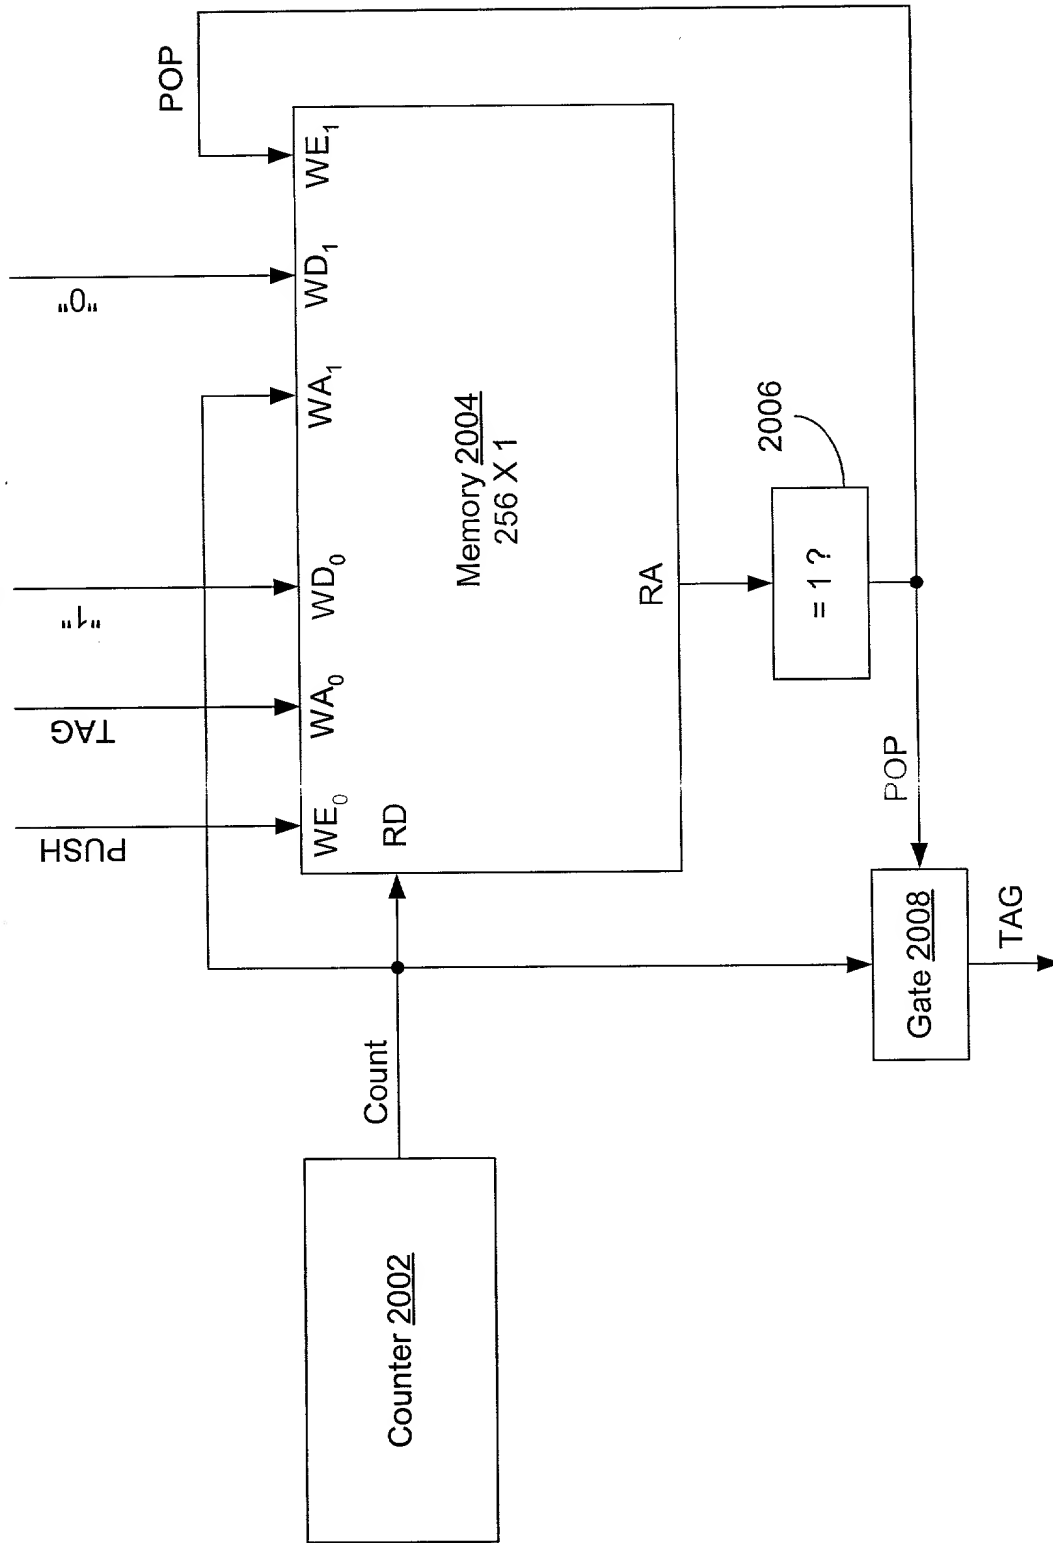 POP
PUSH
TAG
"1"
"0"
WE0
WA0
WD0
WA1
WD1
WE1
RD
Memory 2004
256 X 1
RA
Counter 2002
Count
= 1 ?
2006
POP
Gate 2008
TAG